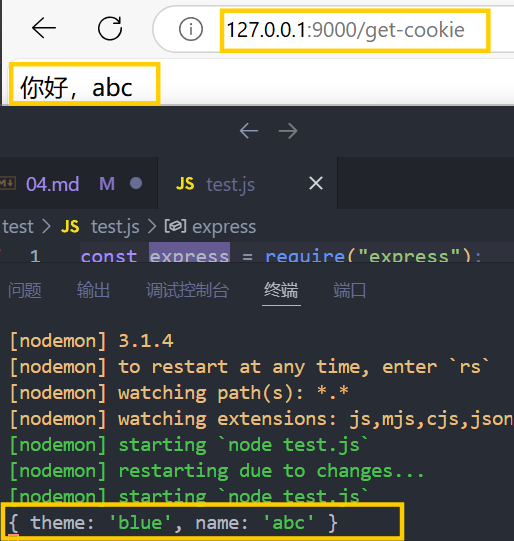 127.0.0.1:9000/get-cookie
你好，abc
04.md M JS test.js
test > JS test.js > express
1 const express = require("express");
问题 输出 调试控制台 终端 端口
[nodemon] 3.1.4
[nodemon] to restart at any time, enter `rs`
[nodemon] watching path(s): *.*
[nodemon] watching extensions: js,mjs,cjs,json
[nodemon] starting `node test.js`
[nodemon] restarting due to changes...
[nodemon] starting `node test.js`
{ theme: 'blue', name: 'abc' }